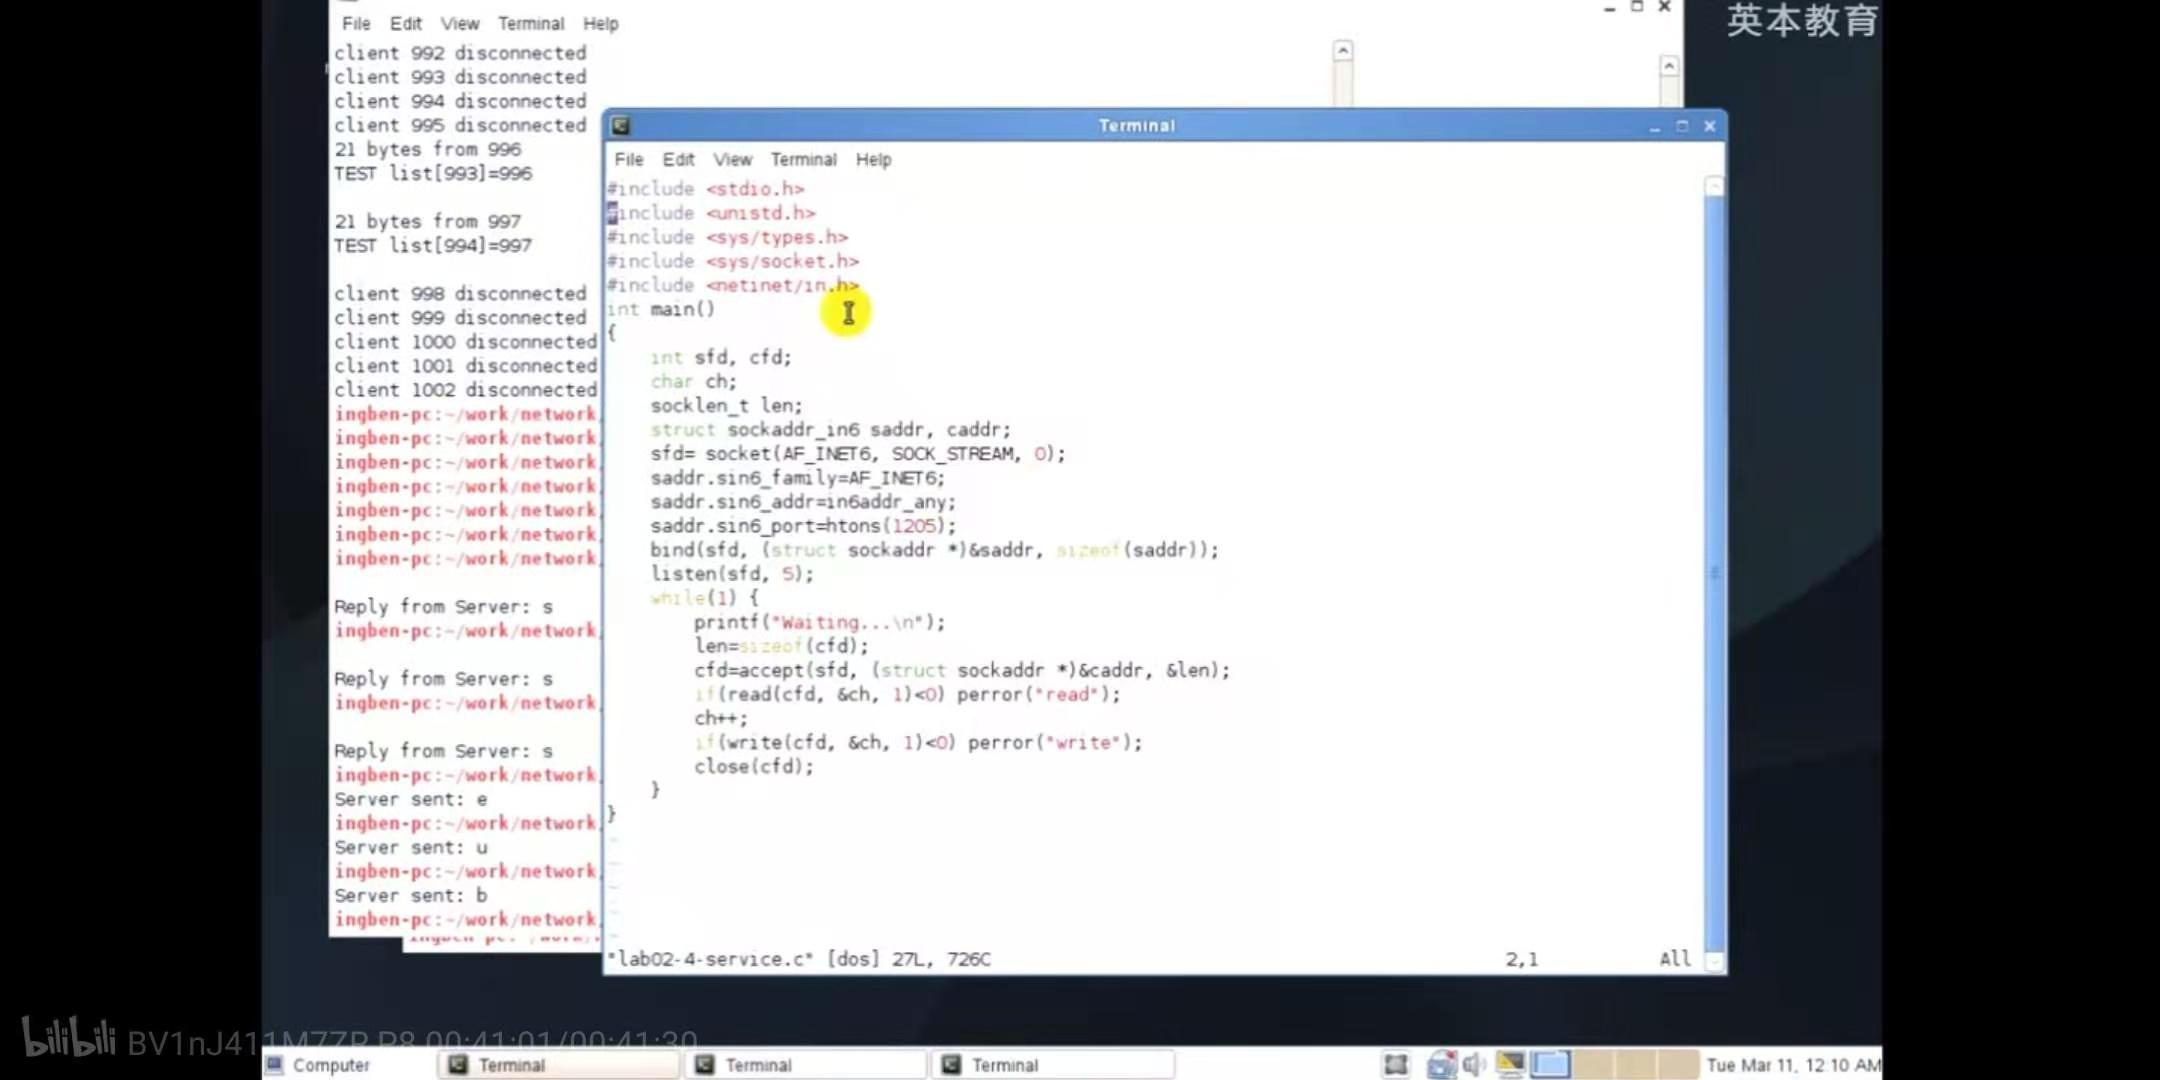 英本教育
File Edit View Terminal Help
client 992 disconnected
client 993 disconnected
client 994 disconnected
client 995 disconnected
21 bytes from 996
TEST list[993]=996
21 bytes from 997
TEST list[994]=997
client 998 disconnected
client 999 disconnected
client 1000 disconnected
client 1001 disconnected
client 1002 disconnected
ingben-pc:~/work/network
ingben-pc:~/work/network
ingben-pc:~/work/network
ingben-pc:~/work/network
ingben-pc:~/work/network
ingben-pc:~/work/network
ingben-pc:~/work/network
Reply from Server: s
ingben-pc:~/work/network
Reply from Server: s
ingben-pc:~/work/network
Reply from Server: s
ingben-pc:~/work/network
Server sent: e
ingben-pc:~/work/network
Server sent: u
ingben-pc:~/work/network
Server sent: b
ingben-pc:~/work/network
Terminal
File Edit View Terminal Help
#include <stdio.h>
#include <unistd.h>
#include <sys/types.h>
#include <sys/socket.h>
#include <netinet/in.h>
int main()
{
    int sfd, cfd;
    char ch;
    socklen_t len;
    struct sockaddr_in6 saddr, caddr;
    sfd= socket(AF_INET6, SOCK_STREAM, 0);
    saddr.sin6_family=AF_INET6;
    saddr.sin6_addr=in6addr_any;
    saddr.sin6_port=htons(1205);
    bind(sfd, (struct sockaddr *)&saddr, sizeof(saddr));
    listen(sfd, 5);
    while(1) {
        printf("Waiting...\n");
        len=sizeof(cfd);
        cfd=accept(sfd, (struct sockaddr *)&caddr, &len);
        if(read(cfd, &ch, 1)<0) perror("read");
        ch++;
        if(write(cfd, &ch, 1)<0) perror("write");
        close(cfd);
    }
}
"lab02-4-service.c" [dos] 27L, 726C 2,1 All
bilibili BV1nJ411M7ZP P8 00:41:01/00:41:30
Computer Terminal Terminal Terminal Tue Mar 11, 12:10 AM